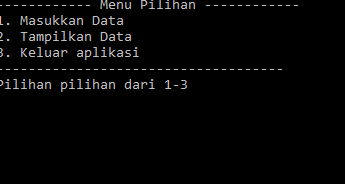 ------------ Menu Pilihan ------------
1. Masukkan Data
2. Tampilkan Data
3. Keluar aplikasi
------------------------------------
Pilihan pilihan dari 1-3